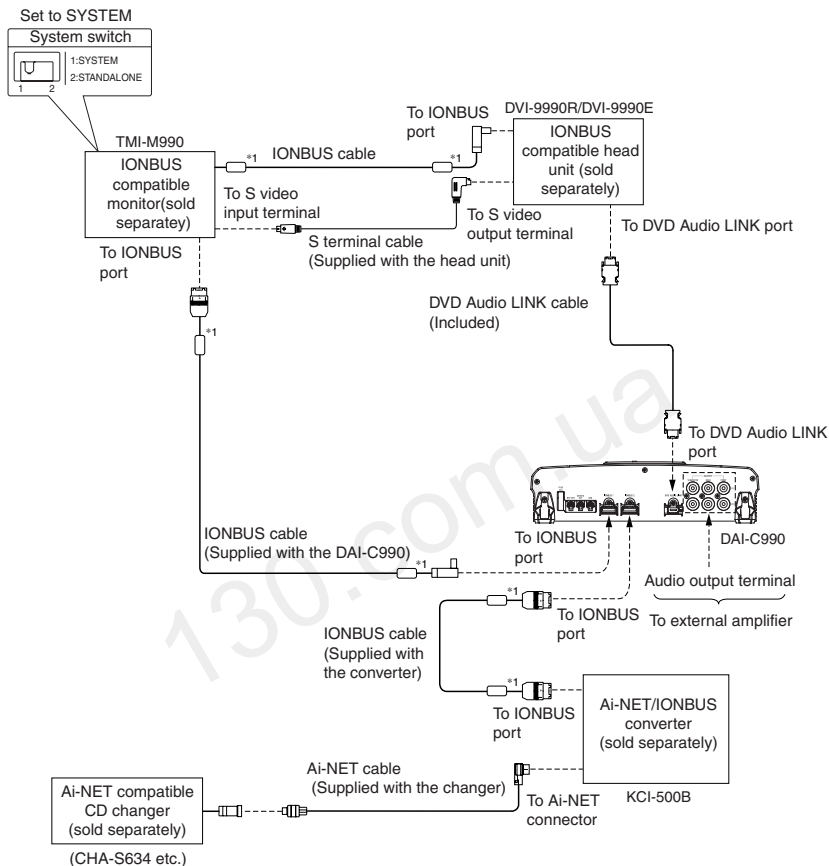 Set to SYSTEM
System switch
1:SYSTEM
2:STANDALONE
1 2
TMI-M990
IONBUS
compatible
monitor(sold
separatey)
*1
IONBUS cable
*1
To IONBUS
port
DVI-9990R/DVI-9990E
IONBUS
compatible head
unit (sold
separately)
To S video
input terminal
S terminal cable
(Supplied with the head unit)
To S video
output terminal
To DVD Audio LINK port
To IONBUS
port
*1
DVD Audio LINK cable
(Included)
To DVD Audio LINK
port
DAI-C990
IONBUS cable
(Supplied with the DAI-C990)
*1
To IONBUS
port
Audio output terminal
To external amplifier
*1
To IONBUS
port
IONBUS cable
(Supplied with
the converter)
*1
To IONBUS
port
Ai-NET/IONBUS
converter
(sold separately)
KCI-500B
Ai-NET cable
(Supplied with the changer)
To Ai-NET
connector
Ai-NET compatible
CD changer
(sold separately)
(CHA-S634 etc.)
130.com.ua